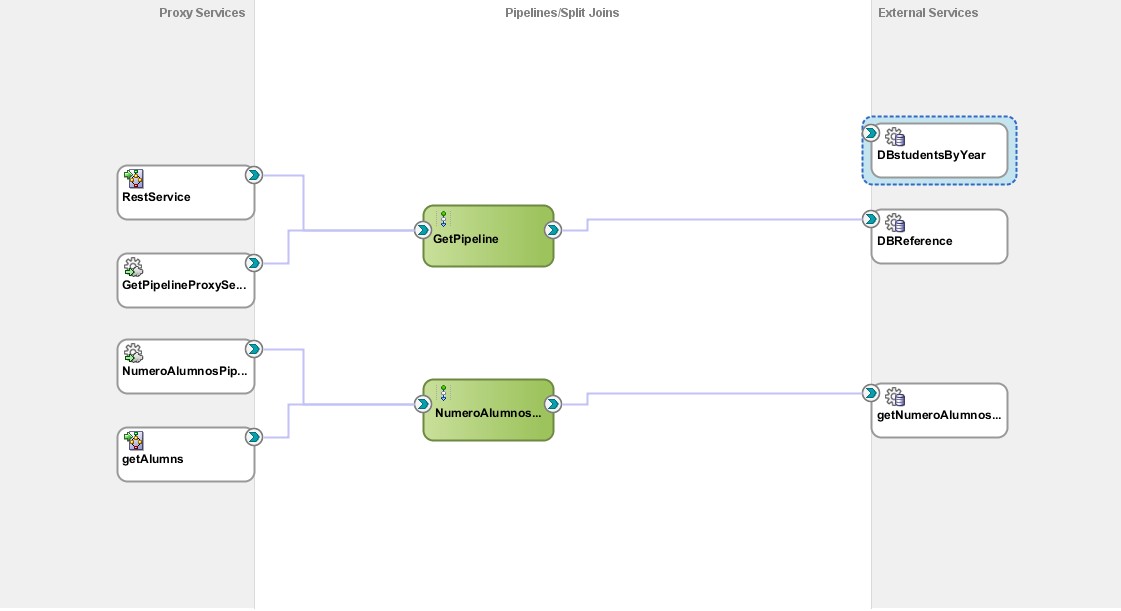 Proxy Services
Pipelines/Split Joins
External Services
DBstudentsByYear
RestService
GetPipeline
DBReference
GetPipelineProxySe...
NumeroAlumnosPip...
NumeroAlumnos...
getNumeroAlumnos...
getAlumns